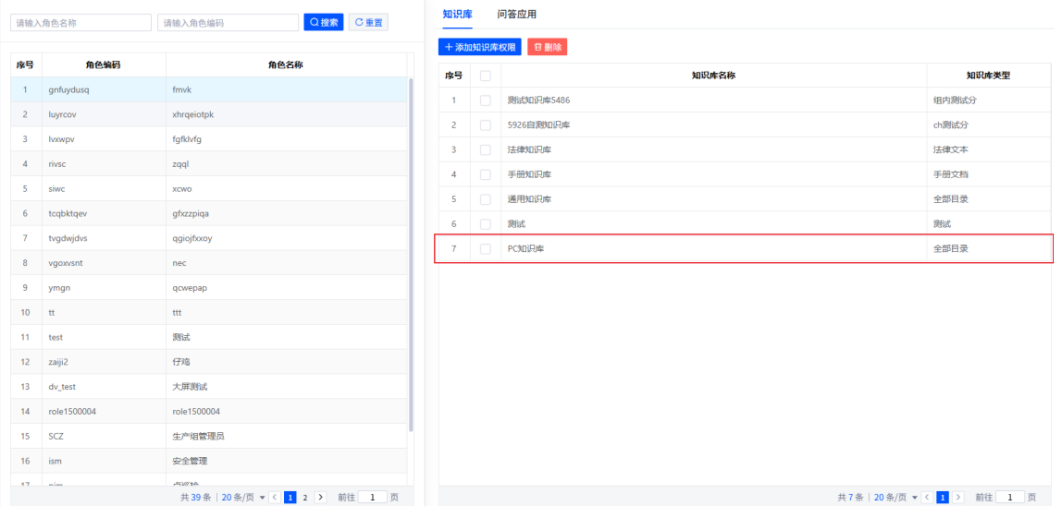 请输入角色名称 请输入角色编码 搜索 重置
序号 角色编码 角色名称
1 gnfuydusq fmvk
2 luyrcov xhrqeiotpk
3 lvxwpv fgfklvfg
4 rivsc zqql
5 siwc xcwo
6 tcqbktqev gfxzzpiqa
7 tvgdwjdvs qgiojfxxoy
8 vgoxvsnt nec
9 ymgn qcwepap
10 tt ttt
11 test 测试
12 zaiji2 仔鸡
13 dv_test 大屏测试
14 role1500004 role1500004
15 SCZ 生产组管理员
16 ism 安全管理
17
共 39 条 20 条/页 1 2 前往 1 页
知识库 问答应用
添加知识库权限 删除
序号 知识库名称 知识库类型
1 测试知识库5486 组内测试分
2 5926自测知识库 ch测试分
3 法律知识库 法律文本
4 手册知识库 手册文档
5 通用知识库 全部目录
6 测试 测试
7 PC知识库 全部目录
共 7 条 20 条/页 1 前往 1 页